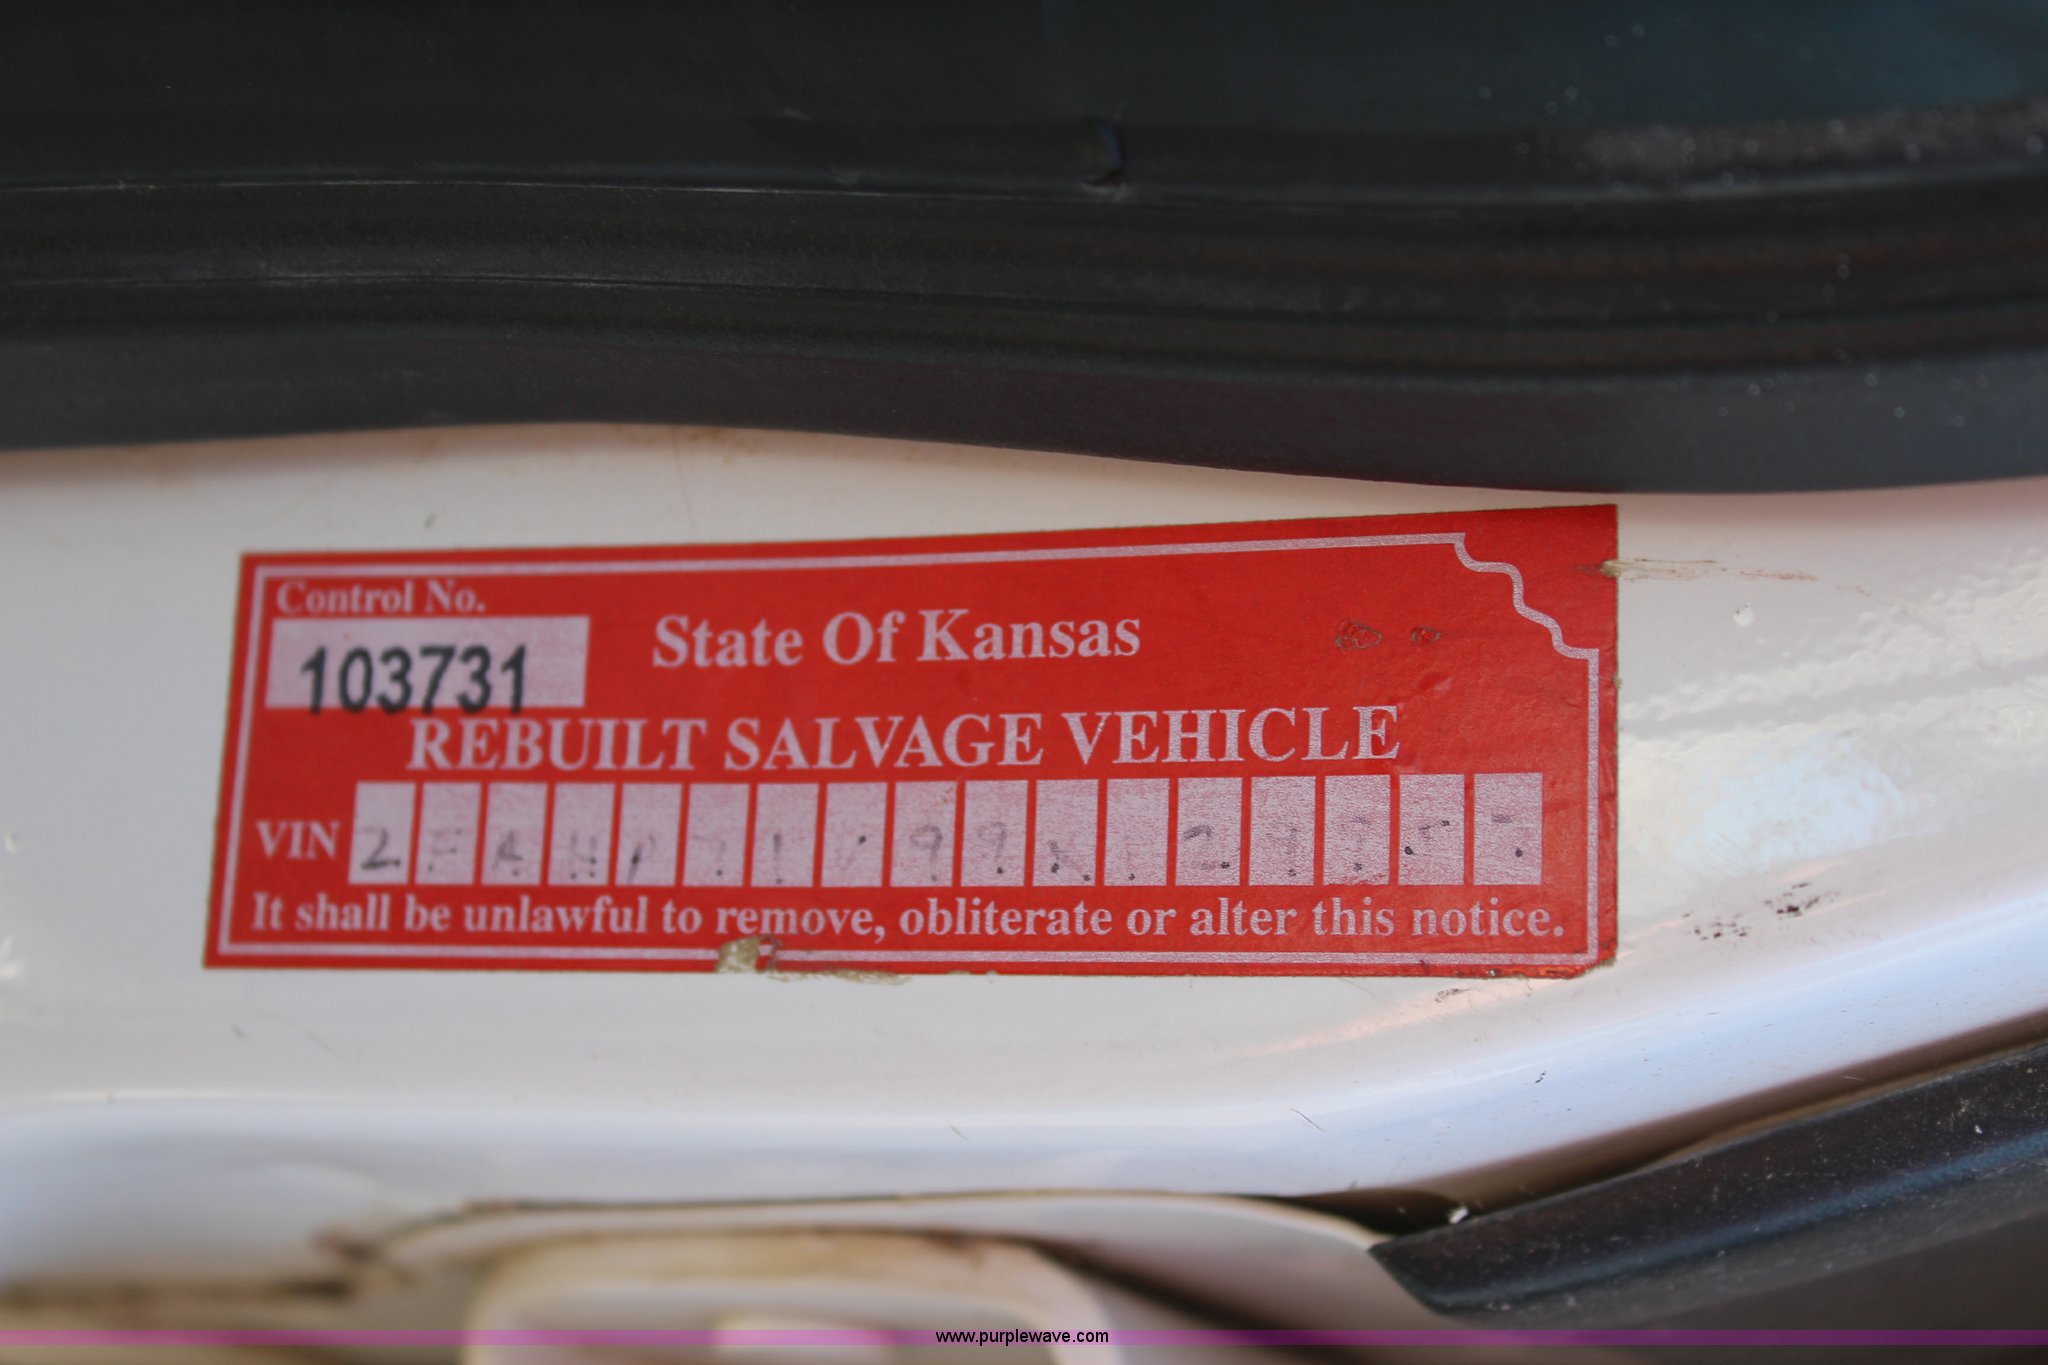 Control No.
103731
State Of Kansas
REBUILT SALVAGE VEHICLE
VIN
It shall be unlawful to remove, obliterate or alter this notice.
www.purplewave.com